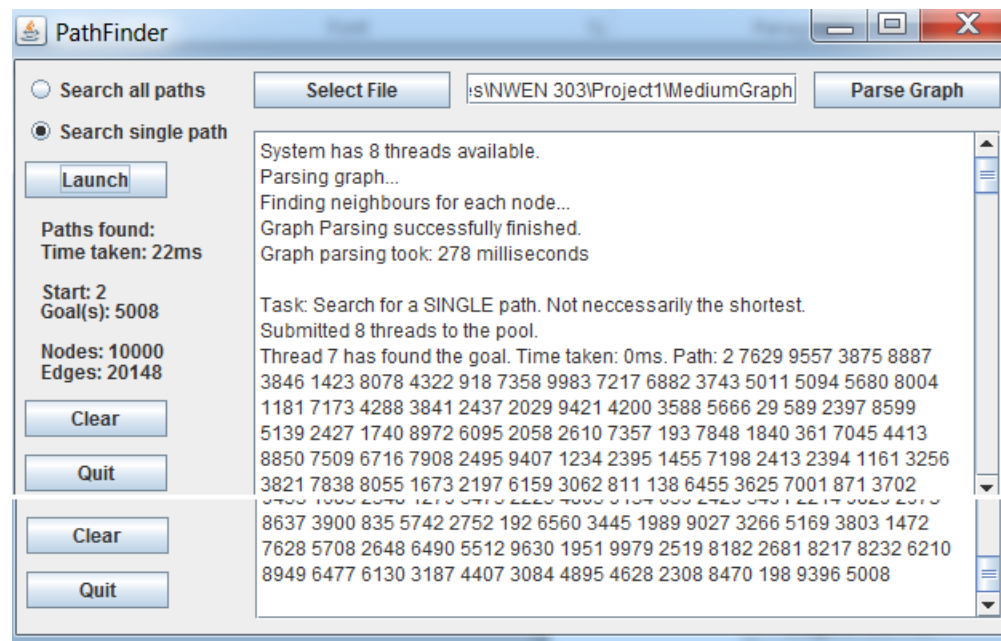 PathFinder
Search all paths
Search single path
Launch
Paths found:
Time taken: 22ms
Start: 2
Goal(s): 5008
Nodes: 10000
Edges: 20148
Clear
Quit
Select File
s\NWEN 303\Project1\MediumGraph
Parse Graph
System has 8 threads available.
Parsing graph...
Finding neighbours for each node...
Graph Parsing successfully finished.
Graph parsing took: 278 milliseconds
Task: Search for a SINGLE path. Not neccessarily the shortest.
Submitted 8 threads to the pool.
Thread 7 has found the goal. Time taken: 0ms. Path: 2 7629 9557 3875 8887
3846 1423 8078 4322 918 7358 9983 7217 6882 3743 5011 5094 5680 8004
1181 7173 4288 3841 2437 2029 9421 4200 3588 5666 29 589 2397 8599
5139 2427 1740 8972 6095 2058 2610 7357 193 7848 1840 361 7045 4413
8850 7509 6716 7908 2495 9407 1234 2395 1455 7198 2413 2394 1161 3256
3821 7838 8055 1673 2197 6159 3062 811 138 6455 3625 7001 871 3702
Clear
Quit
8637 3900 835 5742 2752 192 6560 3445 1989 9027 3266 5169 3803 1472
7628 5708 2648 6490 5512 9630 1951 9979 2519 8182 2681 8217 8232 6210
8949 6477 6130 3187 4407 3084 4895 4628 2308 8470 198 9396 5008